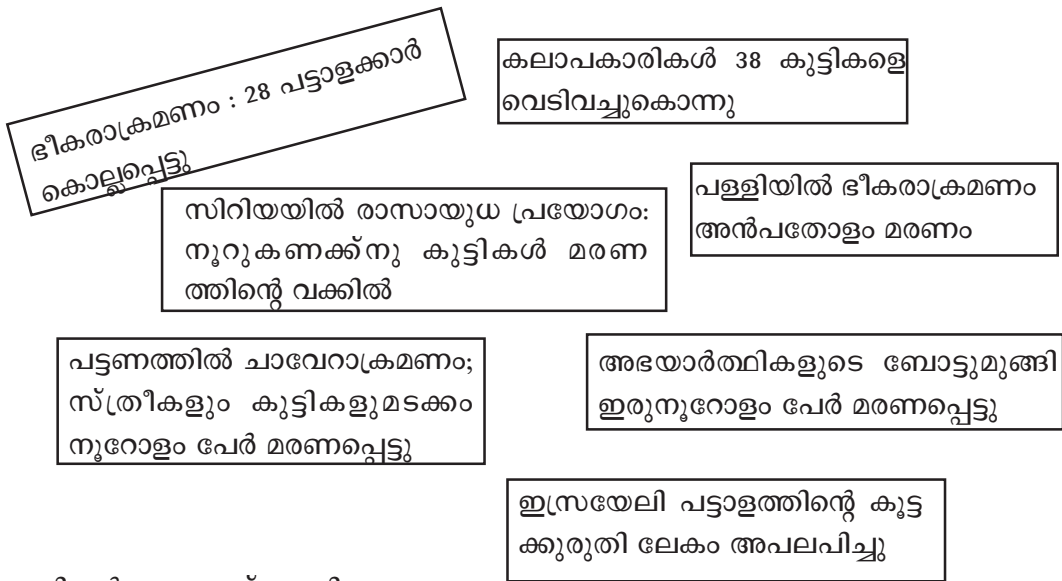 ഭീകരാക്രമണം : 28 പട്ടാളക്കാർ
കൊല്ലപ്പെട്ടു
കലാപകാരികൾ 38 കുട്ടികളെ
വെടിവച്ചുകൊന്നു
സിറിയയിൽ രാസായുധ പ്രയോഗം:
നൂറുകണക്ക്നു കുട്ടികൾ മരണ
ത്തിന്റെ വക്കിൽ
പള്ളിയിൽ ഭീകരാക്രമണം
അൻപതോളം മരണം
പട്ടണത്തിൽ ചാവേറാക്രമണം;
സ്ത്രീകളും കുട്ടികളുമടക്കം
നൂറോളം പേർ മരണപ്പെട്ടു
അഭയാർത്ഥികളുടെ ബോട്ടുമുങ്ങി
ഇരുനൂറോളം പേർ മരണപ്പെട്ടു
ഇസ്രയേലി പട്ടാളത്തിന്റെ കൂട്ട
ക്കുരുതി ലേകം അപലപിച്ചു